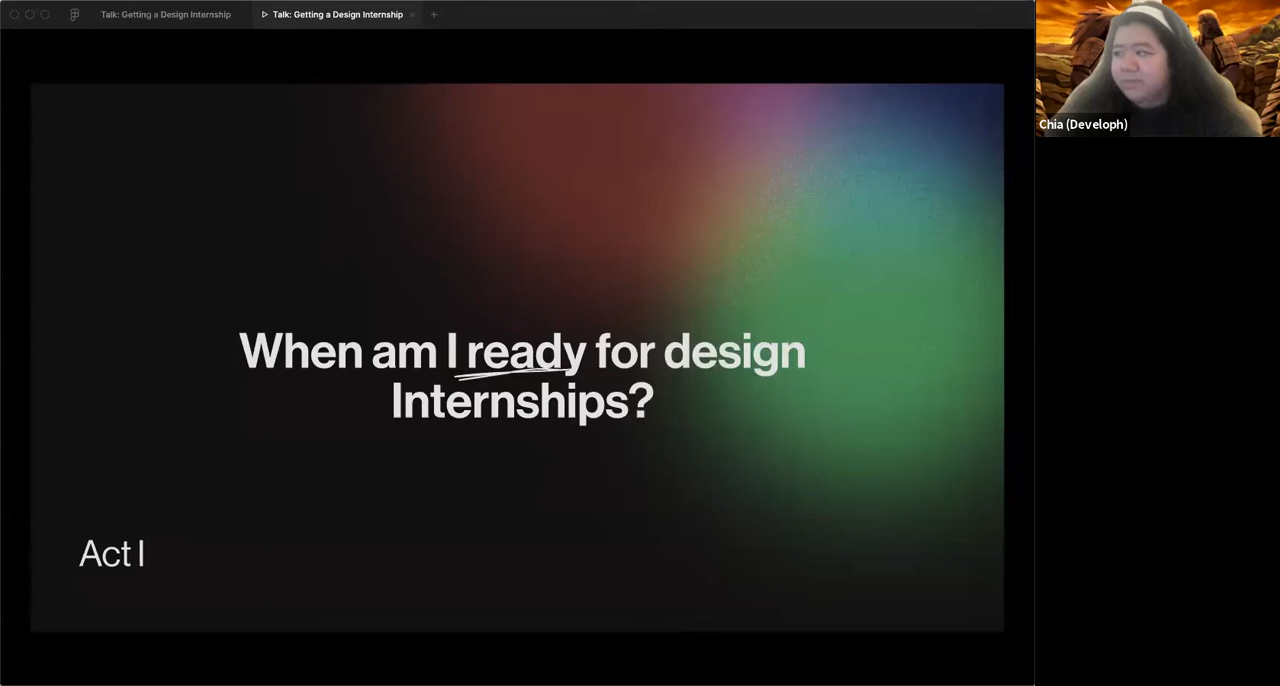 Talk: Getting a Design Internship
Talk: Getting a Design Internship
Chia (Developh)
When am I ready for design
Internships?
Act I